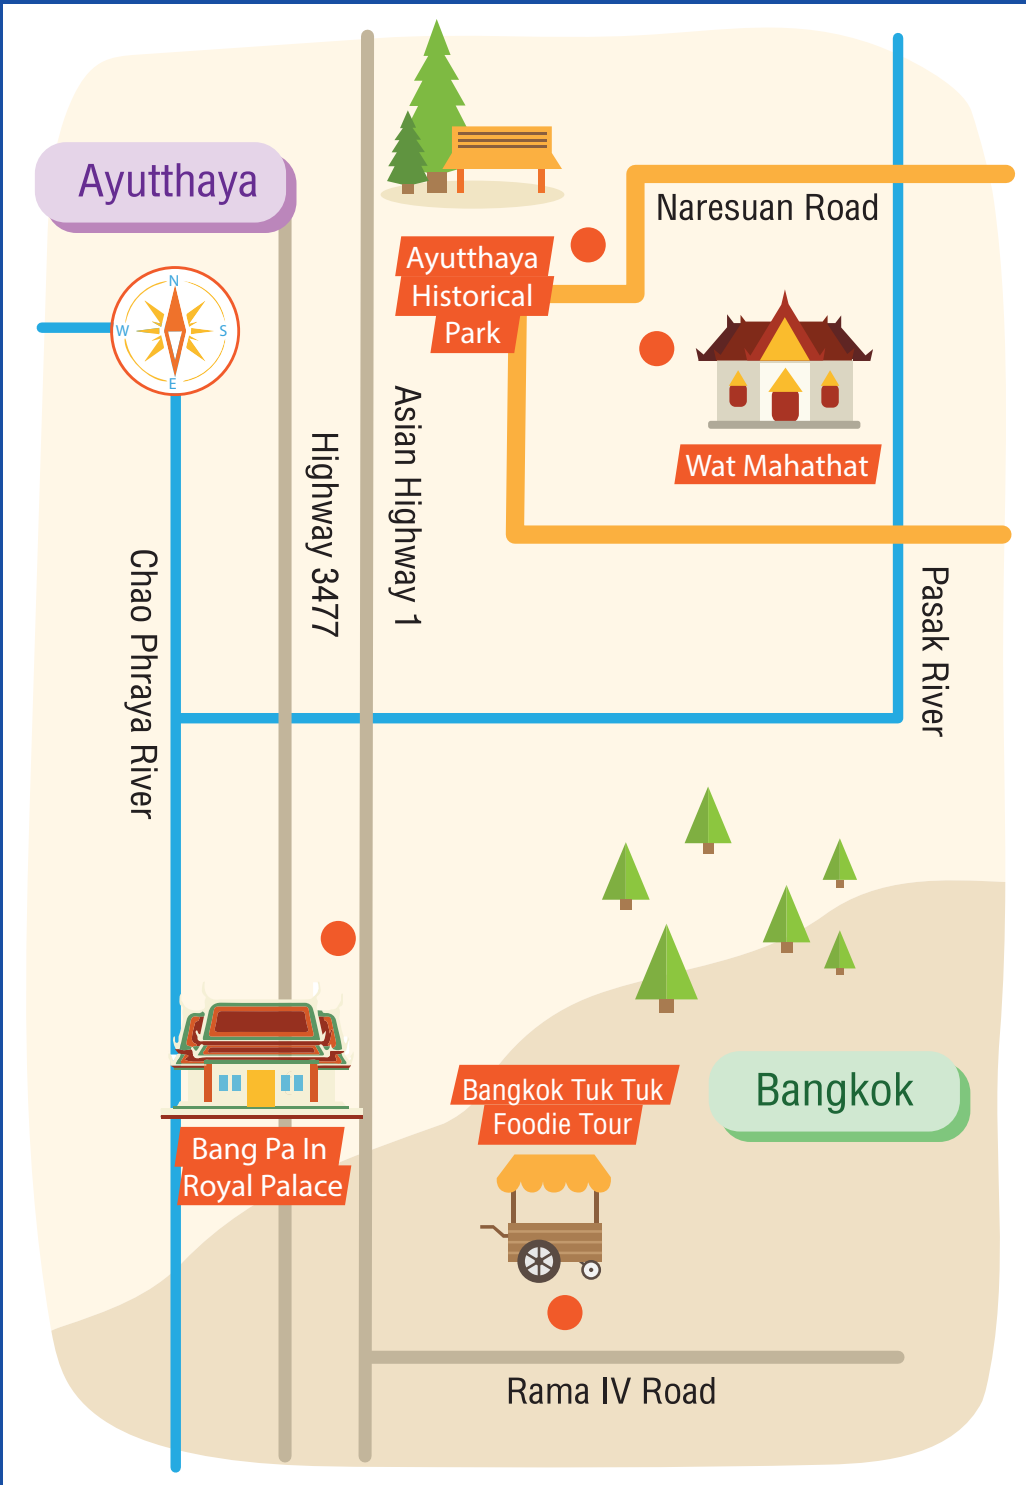 Ayutthaya
N
W
S
E
Naresuan Road
Ayutthaya
Historical
Park
Wat Mahathat
Asian Highway 1
Highway 3477
Chao Phraya River
Pasak River
Bangkok Tuk Tuk
Foodie Tour
Bangkok
Bang Pa In
Royal Palace
Rama IV Road